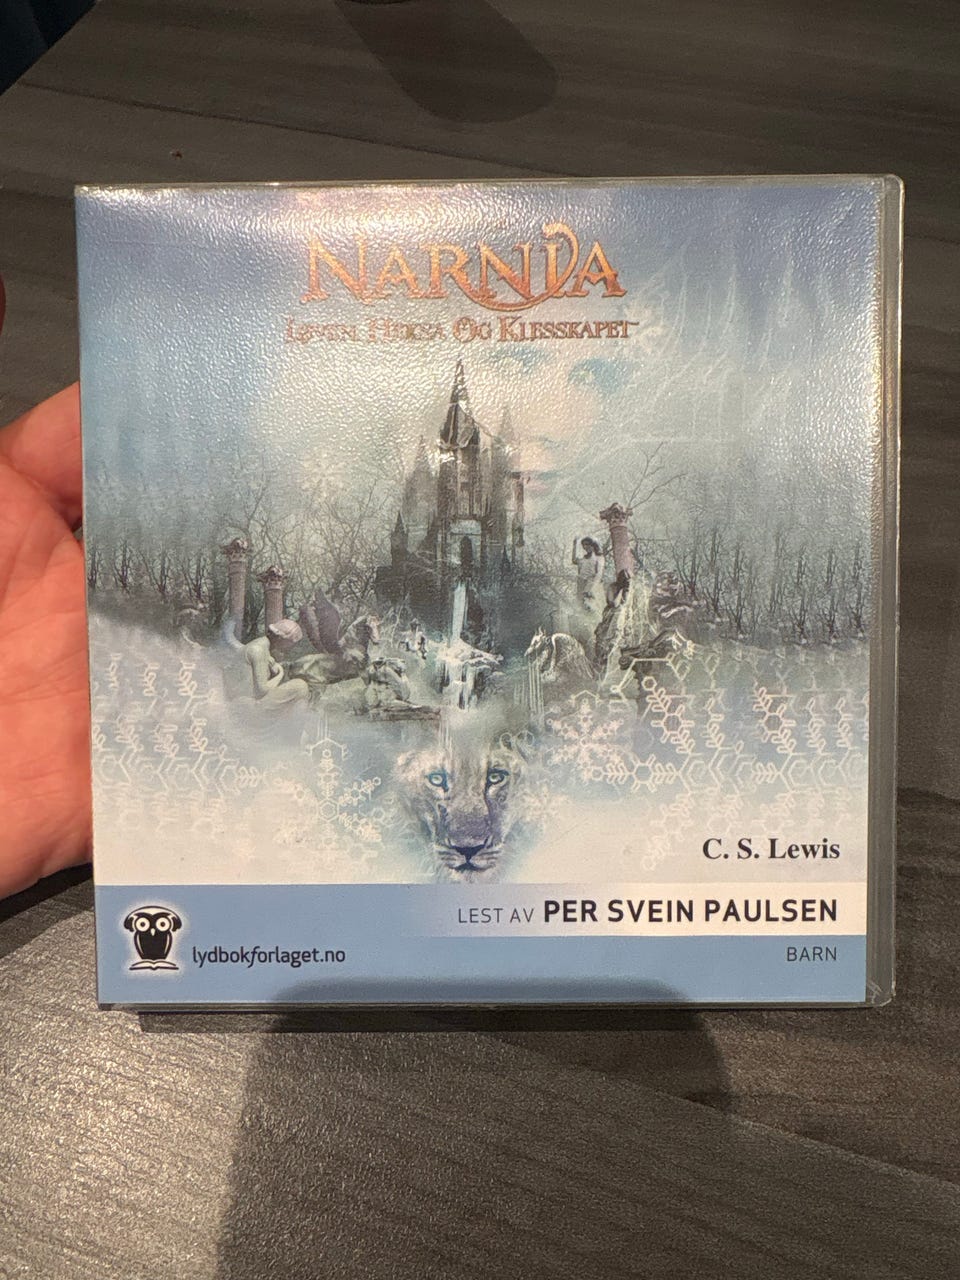 NARNIA
LØVEN, HEKSA OG KLESSKAPET
C. S. Lewis
LEST AV PER SVEIN PAULSEN
lydbokforlaget.no
BARN